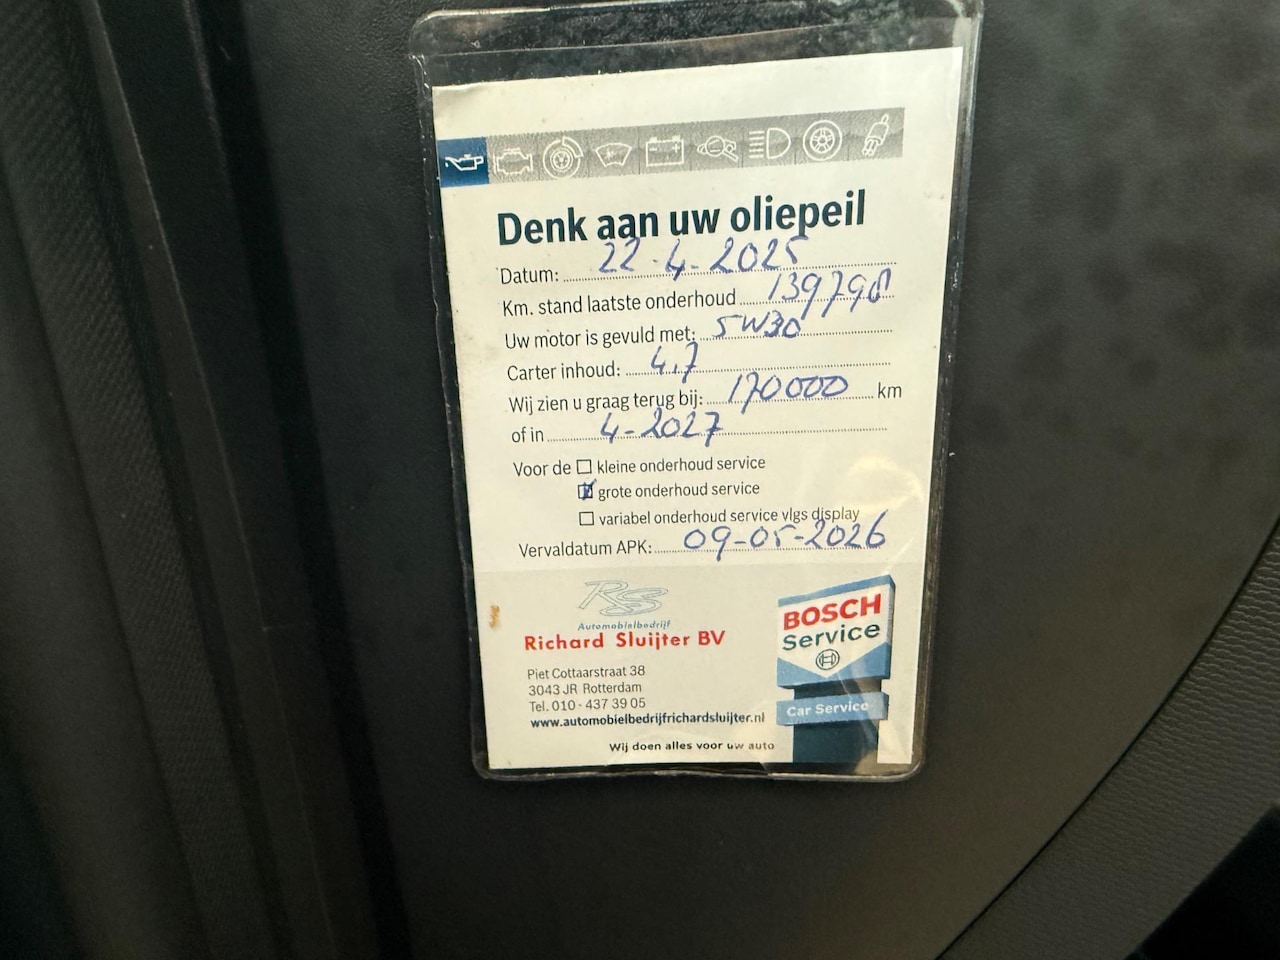 Denk aan uw oliepeil
Datum: 22-4-2025
Km. stand laatste onderhoud 139798
Uw motor is gevuld met: 5W30
Carter inhoud: 4,7
Wij zien u graag terug bij: 170000 km
of in 4-2027
Voor de ☐ kleine onderhoud service
☑ grote onderhoud service
☐ variabel onderhoud service vlgs display
Vervaldatum APK: 09-05-2026
RS
Automobielbedrijf
Richard Sluijter BV
Piet Cottaarstraat 38
3043 JR Rotterdam
Tel. 010 - 437 39 05
www.automobielbedrijfrichardsluijter.nl
Wij doen alles voor uw auto
BOSCH
Service
Car Service